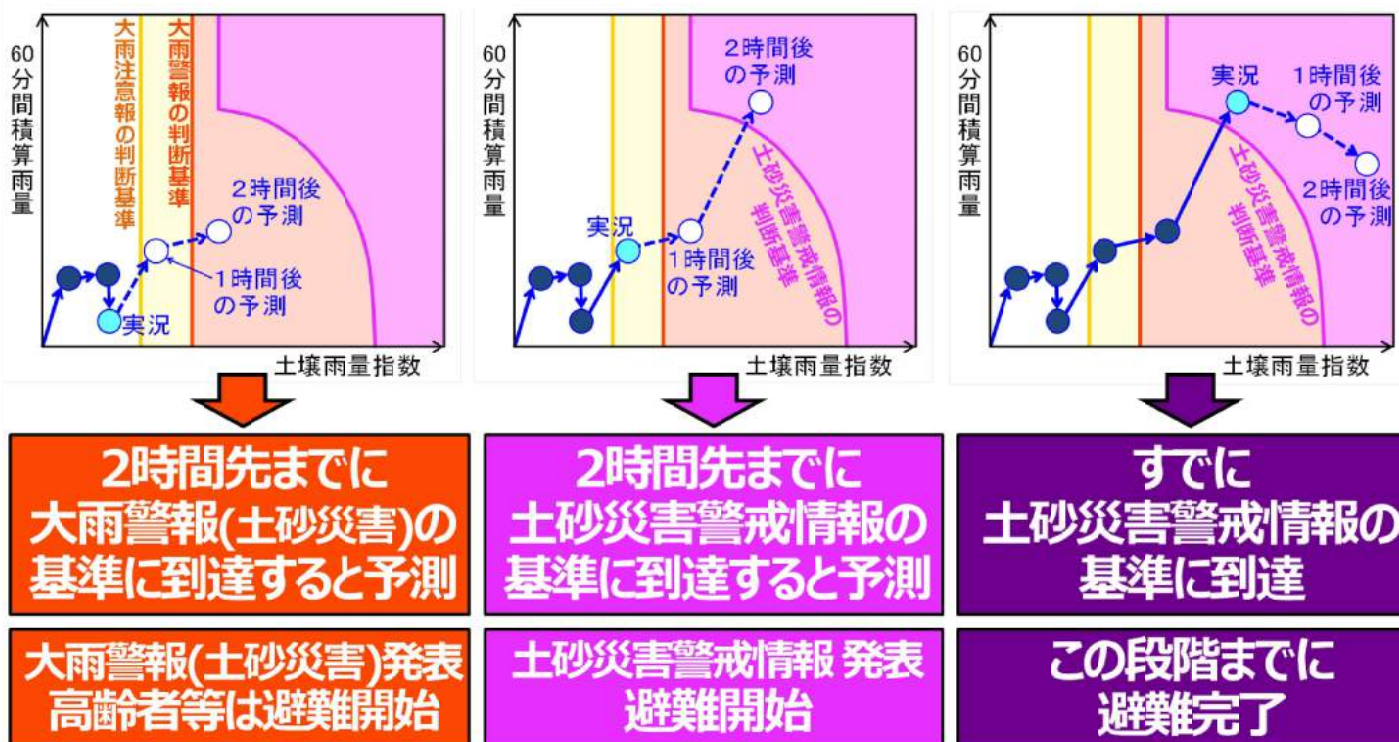 60分間積算雨量
大雨注意報の判断基準
大雨警報の判断基準
2時間後
の予測
1時間後
の予測
実況
土壌雨量指数
60分間積算雨量
2時間後
の予測
実況
1時間後
の予測
土砂災害警戒情報の
判断基準
土壌雨量指数
60分間積算雨量
実況
1時間後
の予測
2時間後
の予測
土砂災害警戒情報の
判断基準
土壌雨量指数
2時間先までに
大雨警報(土砂災害)の
基準に到達すると予測
2時間先までに
土砂災害警戒情報の
基準に到達すると予測
すでに
土砂災害警戒情報の
基準に到達
大雨警報(土砂災害)発表
高齢者等は避難開始
土砂災害警戒情報 発表
避難開始
この段階までに
避難完了